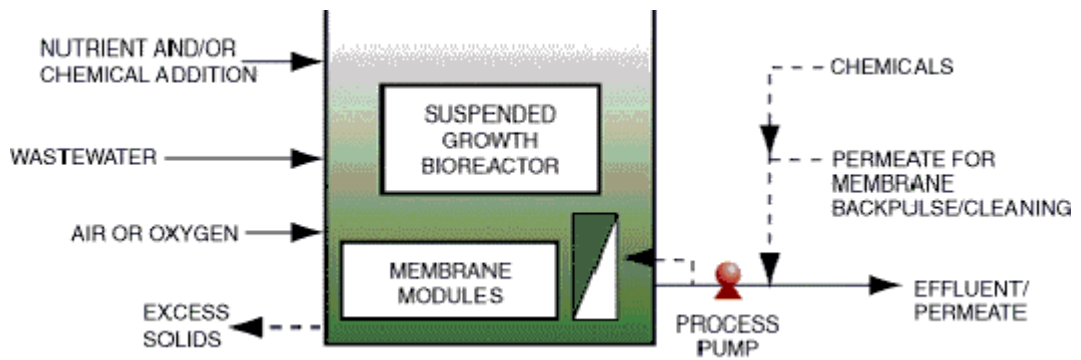 NUTRIENT AND/OR
CHEMICAL ADDITION
WASTEWATER
AIR OR OXYGEN
EXCESS
SOLIDS
SUSPENDED
GROWTH
BIOREACTOR
MEMBRANE
MODULES
PROCESS
PUMP
CHEMICALS
PERMEATE FOR
MEMBRANE
BACKPULSE/CLEANING
EFFLUENT/
PERMEATE